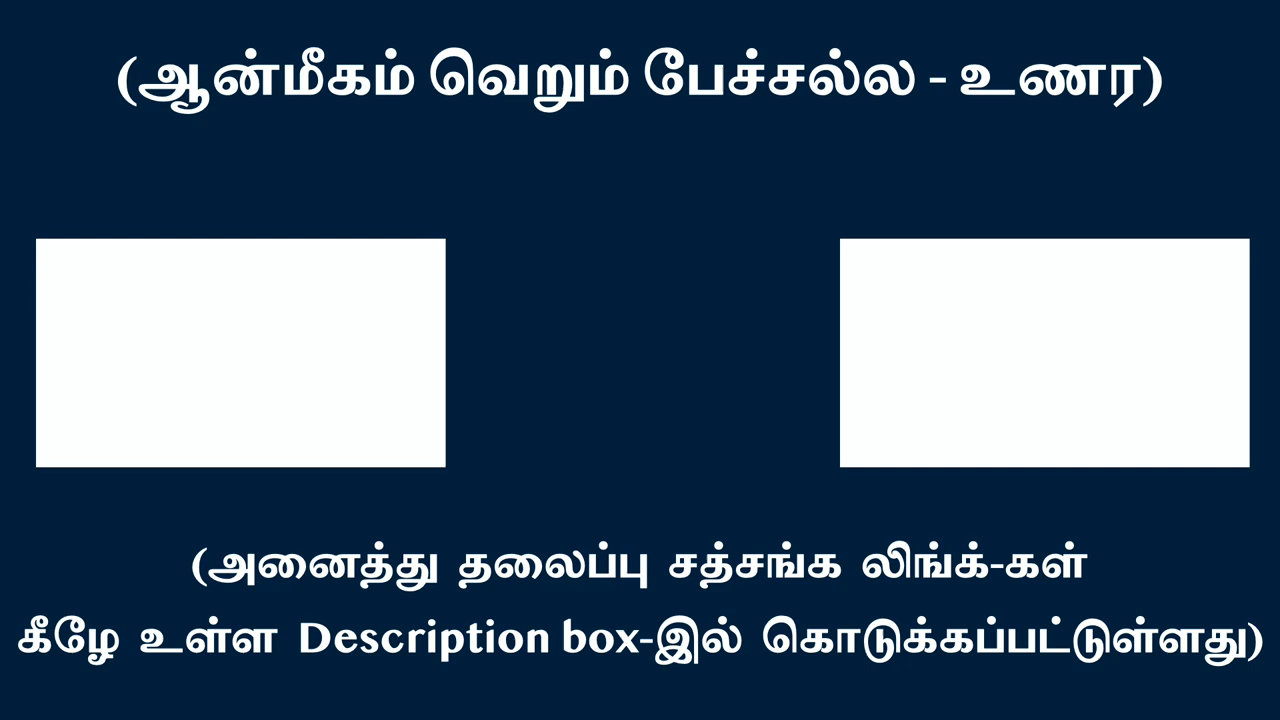 (ஆன்மீகம் வெறும் பேச்சல்ல - உணர)
(அனைத்து தலைப்பு சத்சங்க லிங்க்-கள்
கீழே உள்ள Description box-இல் கொடுக்கப்பட்டுள்ளது)